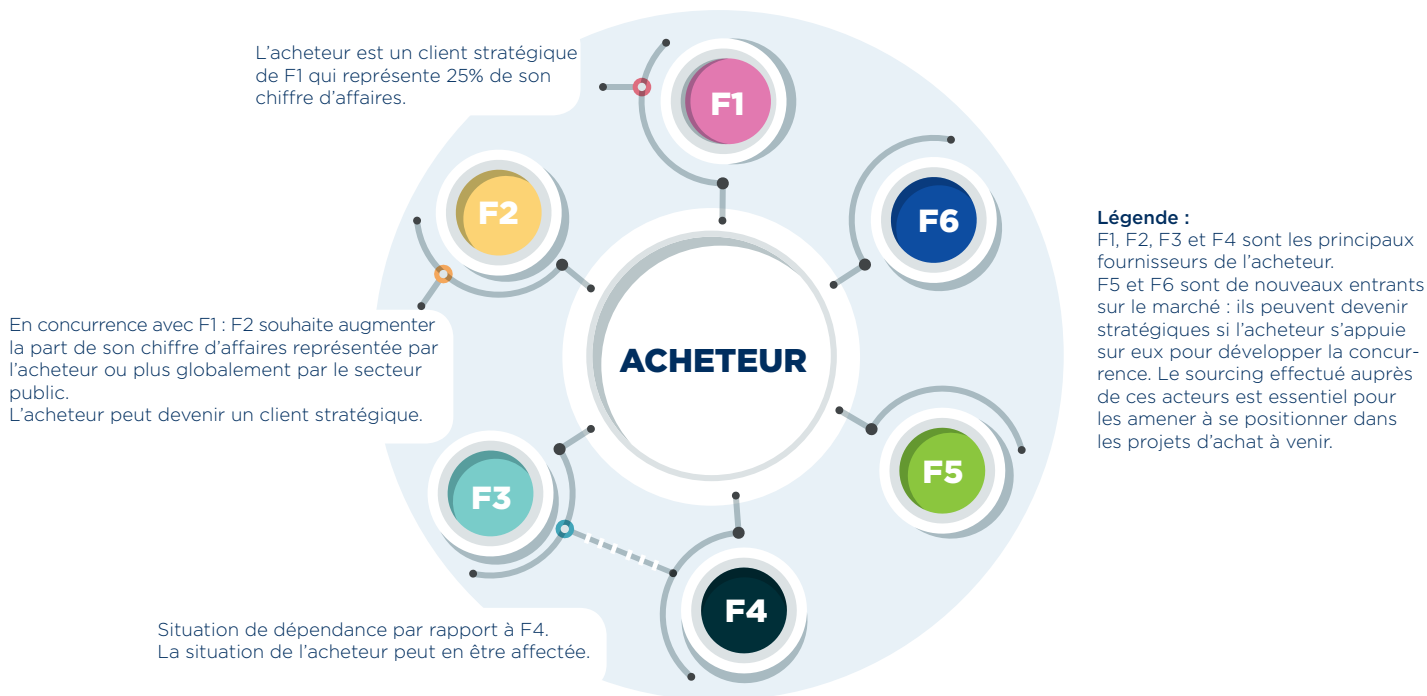 L'acheteur est un client stratégique
de F1 qui représente 25% de son
chiffre d'affaires.
F1
F2
F6
Légende :
F1, F2, F3 et F4 sont les principaux
fournisseurs de l'acheteur.
F5 et F6 sont de nouveaux entrants
sur le marché : ils peuvent devenir
stratégiques si l'acheteur s'appuie
sur eux pour développer la concur-
rence. Le sourcing effectué auprès
de ces acteurs est essentiel pour
les amener à se positionner dans
les projets d'achat à venir.
En concurrence avec F1 : F2 souhaite augmenter
la part de son chiffre d'affaires représentée par
l'acheteur ou plus globalement par le secteur
public.
L'acheteur peut devenir un client stratégique.
ACHETEUR
F3
F5
F4
Situation de dépendance par rapport à F4.
La situation de l'acheteur peut en être affectée.